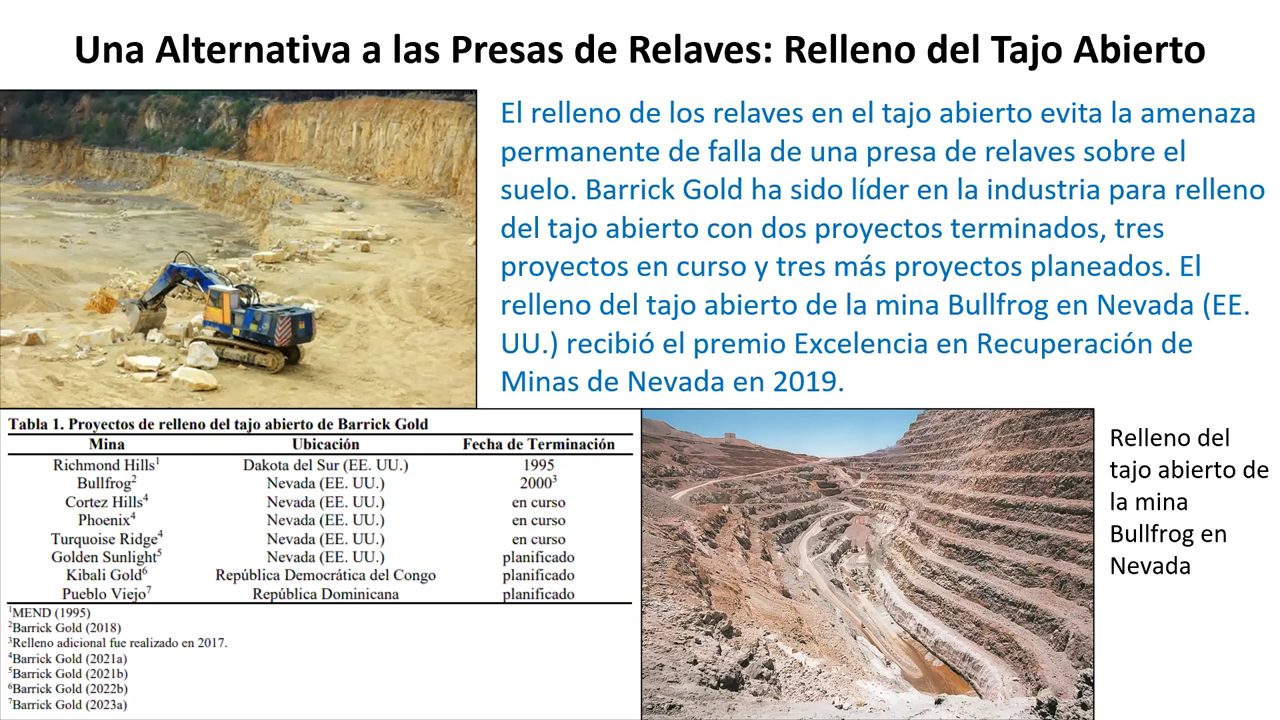 Una Alternativa a las Presas de Relaves: Relleno del Tajo Abierto
El relleno de los relaves en el tajo abierto evita la amenaza
permanente de falla de una presa de relaves sobre el
suelo. Barrick Gold ha sido líder en la industria para relleno
del tajo abierto con dos proyectos terminados, tres
proyectos en curso y tres más proyectos planeados. El
relleno del tajo abierto de la mina Bullfrog en Nevada (EE.
UU.) recibió el premio Excelencia en Recuperación de
Minas de Nevada en 2019.
Tabla 1. Proyectos de relleno del tajo abierto de Barrick Gold
Mina Ubicación Fecha de Terminación
Richmond Hills¹ Dakota del Sur (EE. UU.) 1995
Bullfrog² Nevada (EE. UU.) 2000³
Cortez Hills⁴ Nevada (EE. UU.) en curso
Phoenix⁴ Nevada (EE. UU.) en curso
Turquoise Ridge⁴ Nevada (EE. UU.) en curso
Golden Sunlight⁵ Nevada (EE. UU.) planificado
Kibali Gold⁶ República Democrática del Congo planificado
Pueblo Viejo⁷ República Dominicana planificado
¹MEND (1995)
²Barrick Gold (2018)
³Relleno adicional fue realizado en 2017.
⁴Barrick Gold (2021a)
⁵Barrick Gold (2021b)
⁶Barrick Gold (2022b)
⁷Barrick Gold (2023a)
Relleno del
tajo abierto de
la mina
Bullfrog en
Nevada